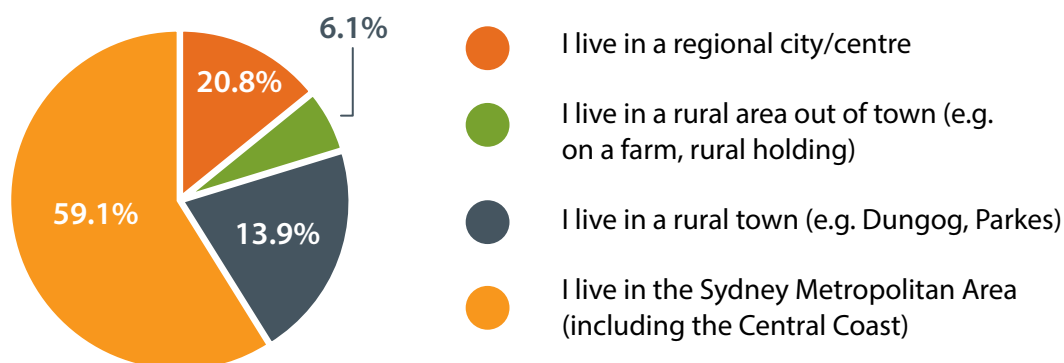 6.1%
20.8%
59.1%
13.9%
I live in a regional city/centre
I live in a rural area out of town (e.g.
on a farm, rural holding)
I live in a rural town (e.g. Dungog, Parkes)
I live in the Sydney Metropolitan Area
(including the Central Coast)